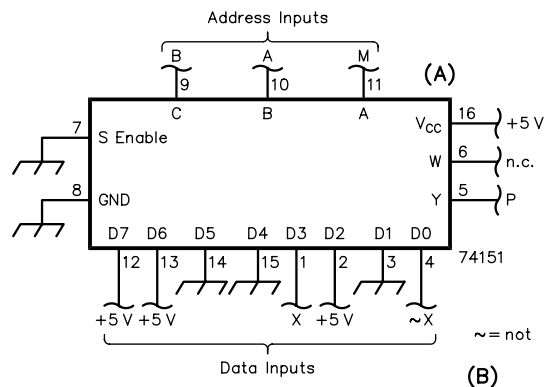 Address Inputs
B A M
9 10 11
(A)
C B A
7 S Enable
VCC 16 +5 V
W 6 n.c.
8 GND
Y 5 P
D7 D6 D5 D4 D3 D2 D1 D0
12 13 14 15 1 2 3 4
74151
+5 V +5 V X +5 V ~X
~= not
Data Inputs
(B)